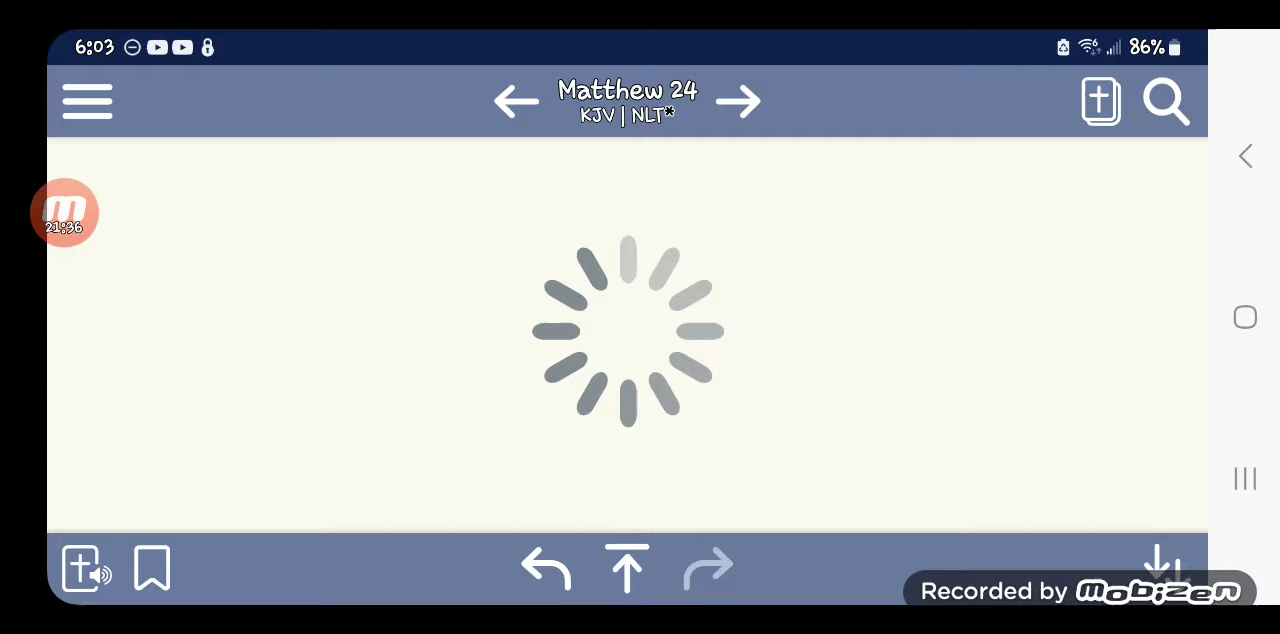 6:03
86%
Matthew 24
KJV | NLT*
21:36
Recorded by mobizen